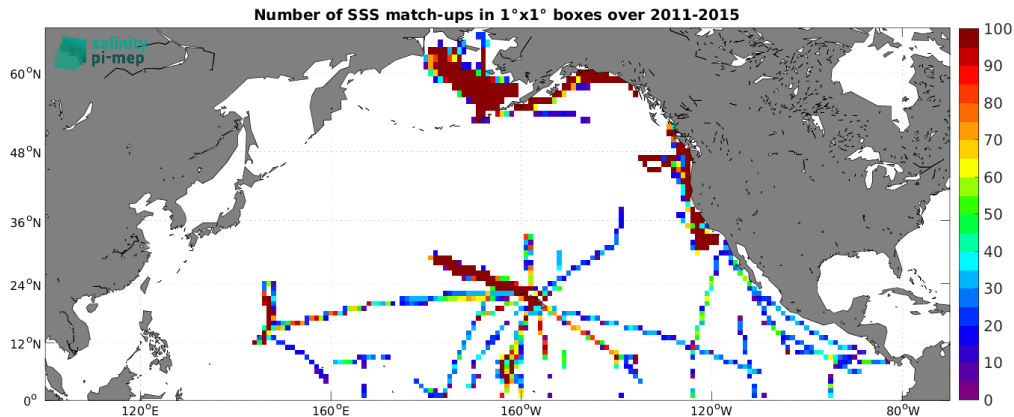 Number of SSS match-ups in 1°x1° boxes over 2011-2015
salinity
pi-mep
60°N
48°N
36°N
24°N
12°N
0°
120°E
160°E
160°W
120°W
80°W
100
90
80
70
60
50
40
30
20
10
0